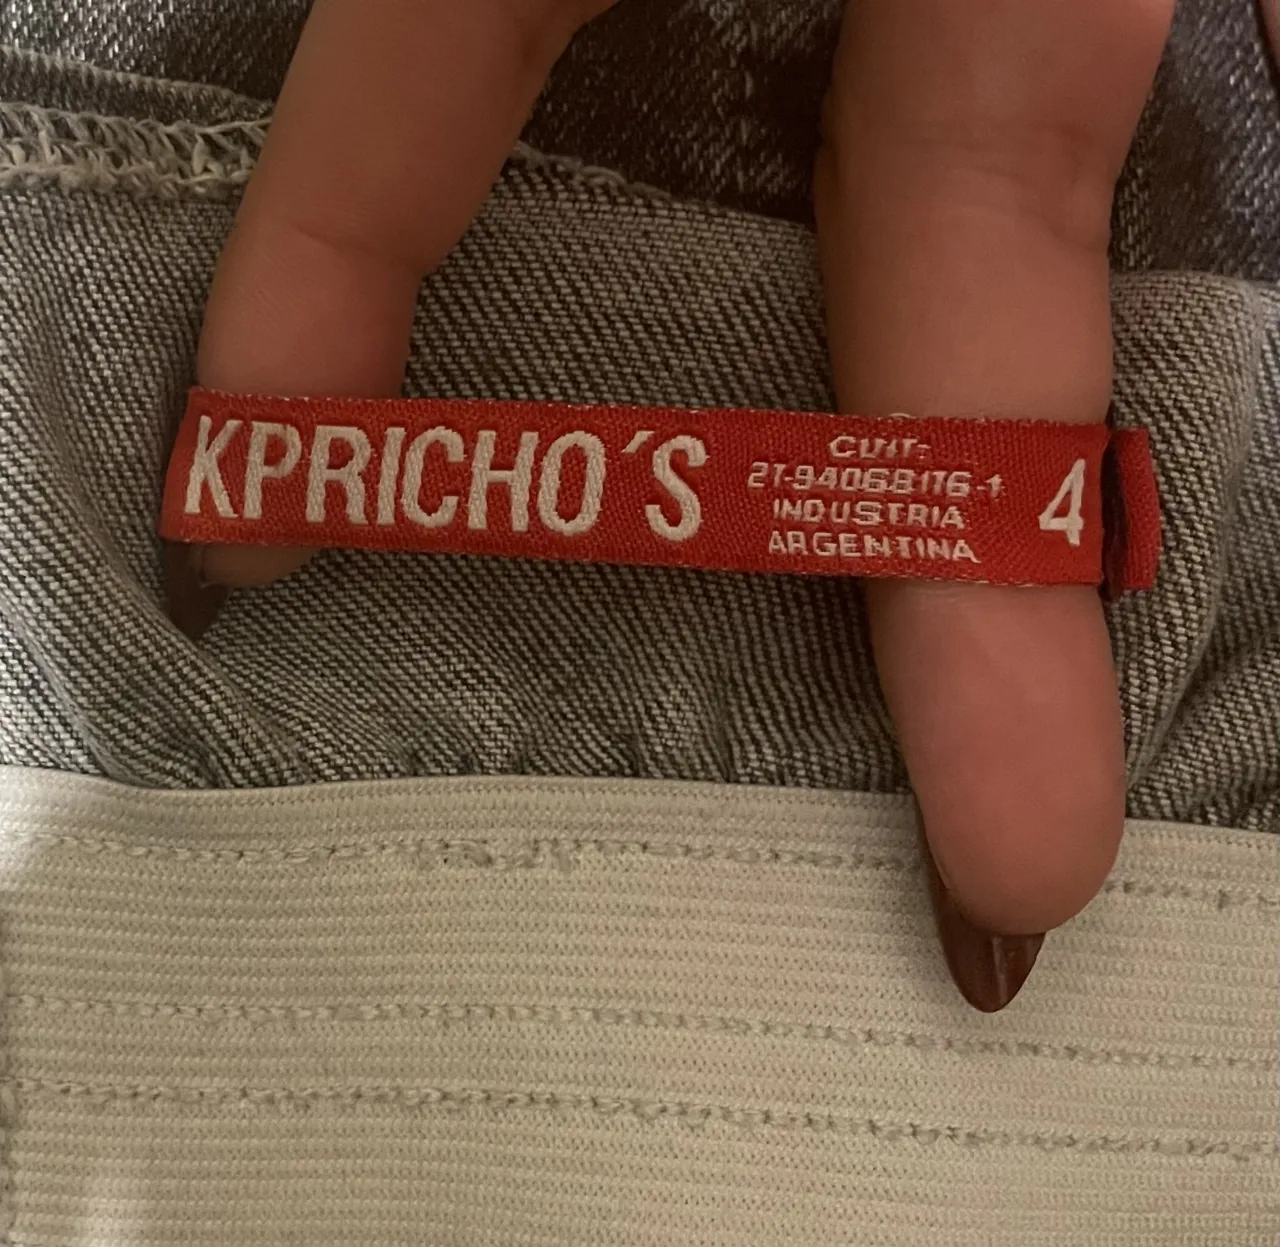 KPRICHO'S
CUIT:
27-94068176-1
INDUSTRIA
ARGENTINA
4